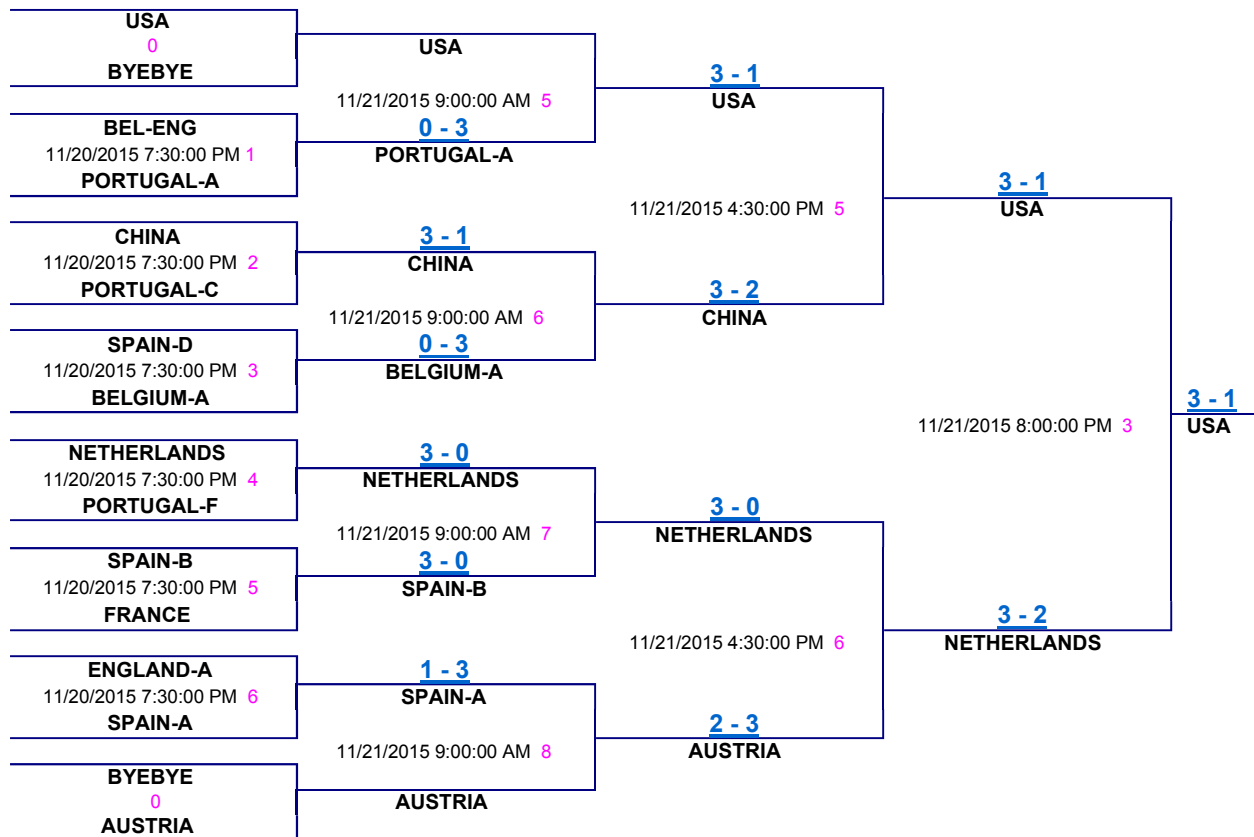 USA
0
BYEBYE
BEL-ENG
11/20/2015 7:30:00 PM 1
PORTUGAL-A
CHINA
11/20/2015 7:30:00 PM 2
PORTUGAL-C
SPAIN-D
11/20/2015 7:30:00 PM 3
BELGIUM-A
NETHERLANDS
11/20/2015 7:30:00 PM 4
PORTUGAL-F
SPAIN-B
11/20/2015 7:30:00 PM 5
FRANCE
ENGLAND-A
11/20/2015 7:30:00 PM 6
SPAIN-A
BYEBYE
0
AUSTRIA
USA
11/21/2015 9:00:00 AM 5
0 - 3
PORTUGAL-A
3 - 1
CHINA
11/21/2015 9:00:00 AM 6
0 - 3
BELGIUM-A
3 - 0
NETHERLANDS
11/21/2015 9:00:00 AM 7
3 - 0
SPAIN-B
1 - 3
SPAIN-A
11/21/2015 9:00:00 AM 8
AUSTRIA
3 - 1
USA
11/21/2015 4:30:00 PM 5
3 - 2
CHINA
3 - 0
NETHERLANDS
11/21/2015 4:30:00 PM 6
2 - 3
AUSTRIA
3 - 1
USA
11/21/2015 8:00:00 PM 3
3 - 2
NETHERLANDS
3 - 1
USA